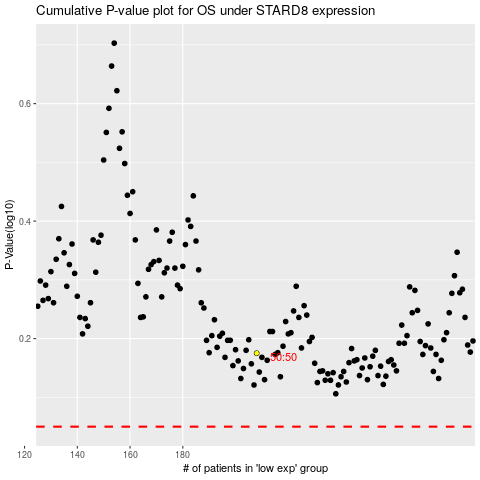 Cumulative P-value plot for OS under STARD8 expression
P-Value(log10)
0.6
0.4
0.2
50:50
120 140 160 180
# of patients in 'low exp' group